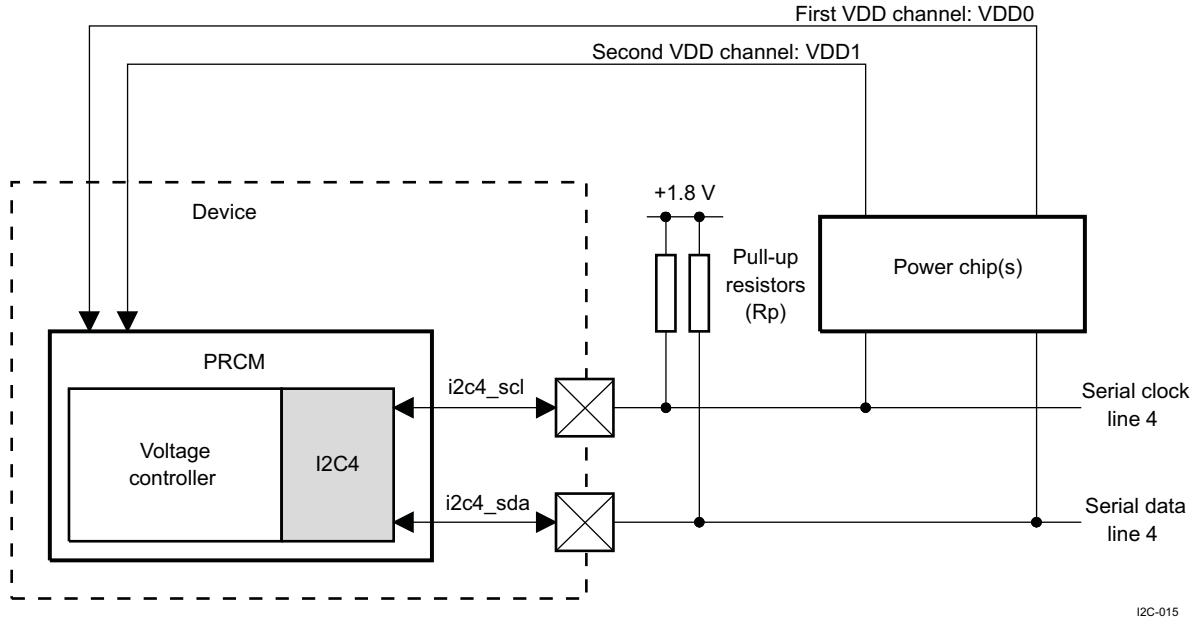 First VDD channel: VDD0
Second VDD channel: VDD1
+1.8 V
Device
Pull-up
resistors
(Rp)
Power chip(s)
PRCM
i2c4_scl
Serial clock
line 4
Voltage
controller
I2C4
i2c4_sda
Serial data
line 4
I2C-015